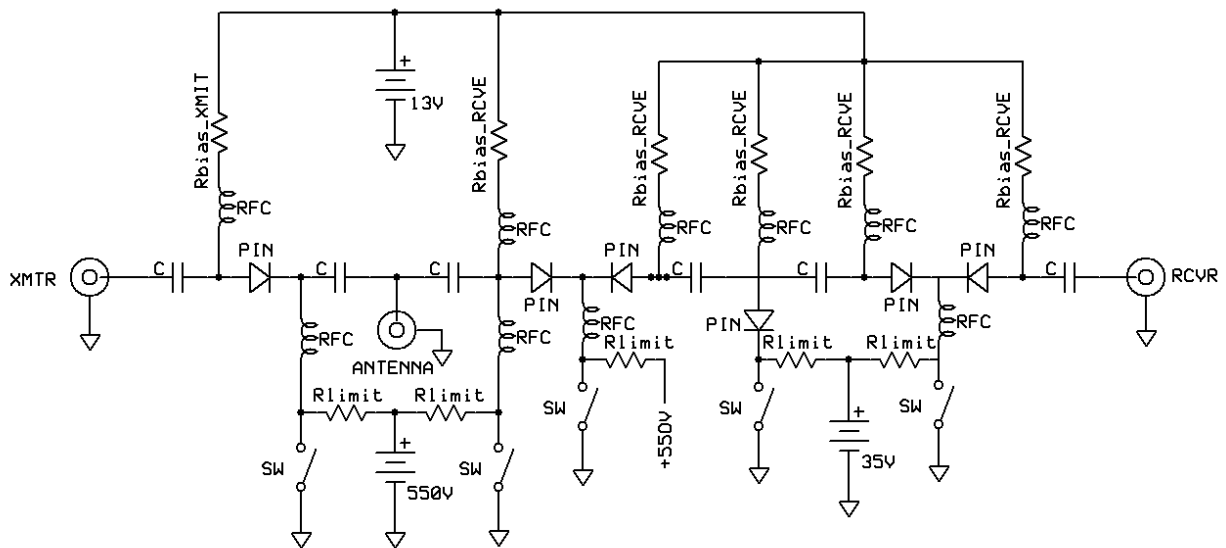 +
13V
Rbias_XMIT
Rbias_RCVE
Rbias_RCVE
Rbias_RCVE
Rbias_RCVE
Rbias_RCVE
RFC
RFC
RFC
RFC
RFC
RFC
XMTR
C
PIN
C
C
PIN
PIN
C
C
PIN
PIN
C
RCVR
RFC
ANTENNA
RFC
RFC
Rlimit
PIN
Rlimit
Rlimit
RFC
Rlimit
Rlimit
SW
+550V
SW
+
35V
SW
SW
+
550V
SW